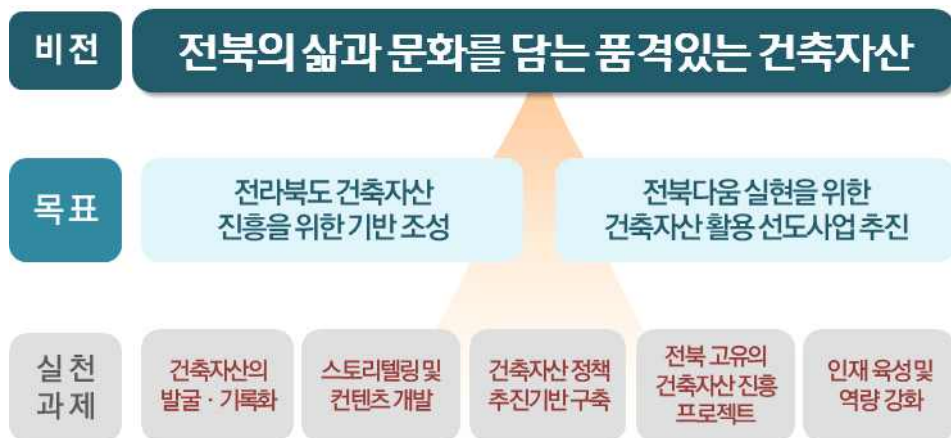 비전
전북의 삶과 문화를 담는 품격있는 건축자산
목표
전라북도 건축자산
진흥을 위한 기반 조성
전북다움 실현을 위한
건축자산 활용 선도사업 추진
실천
과제
건축자산의
발굴 · 기록화
스토리텔링 및
컨텐츠 개발
건축자산 정책
추진기반 구축
전북 고유의
건축자산 진흥
프로젝트
인재 육성 및
역량 강화